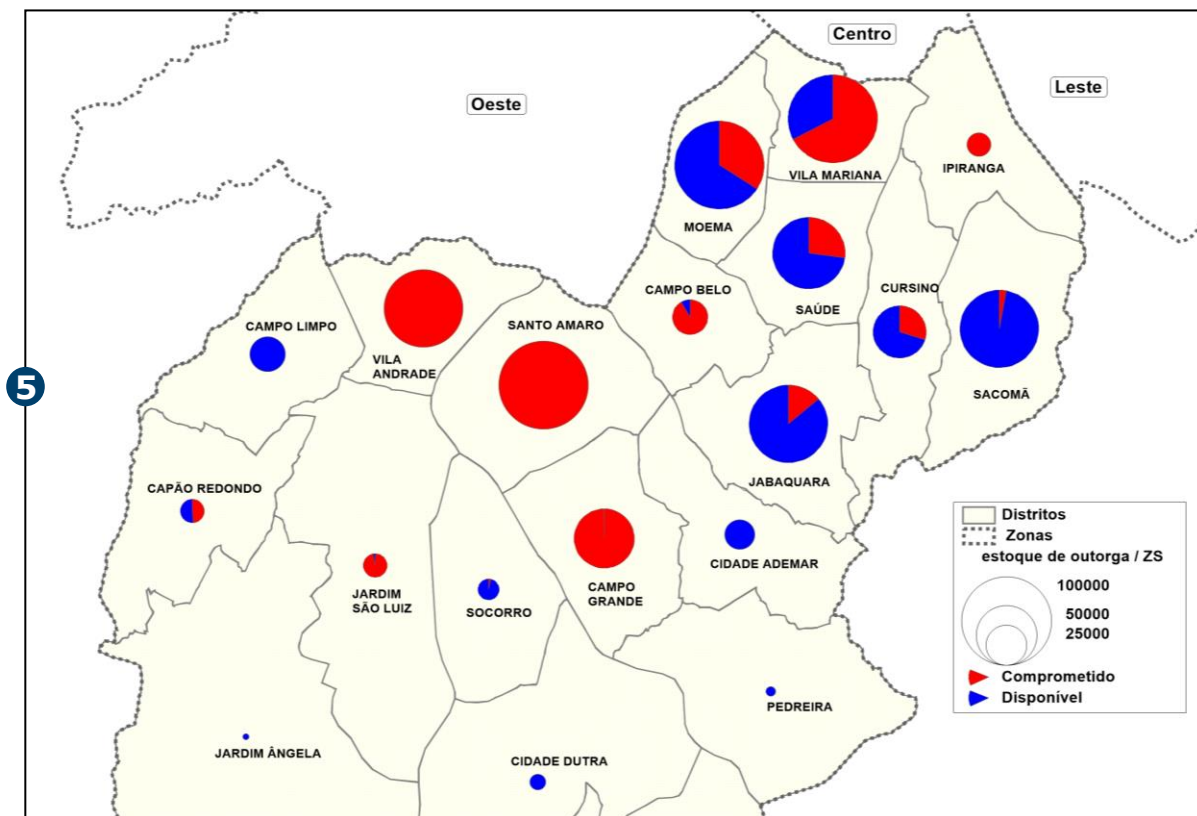 Centro
Oeste
Leste
VILA MARIANA
IPIRANGA
MOEMA
CAMPO BELO
SAÚDE
CURSINO
CAMPO LIMPO
SANTO AMARO
VILA
ANDRADE
SACOMÃ
5
JABAQUARA
CAPÃO REDONDO
CIDADE ADEMAR
CAMPO
GRANDE
JARDIM
SÃO LUIZ
SOCORRO
PEDREIRA
JARDIM ÂNGELA
CIDADE DUTRA
Distritos
Zonas
estoque de outorga / ZS
100000
50000
25000
Comprometido
Disponível